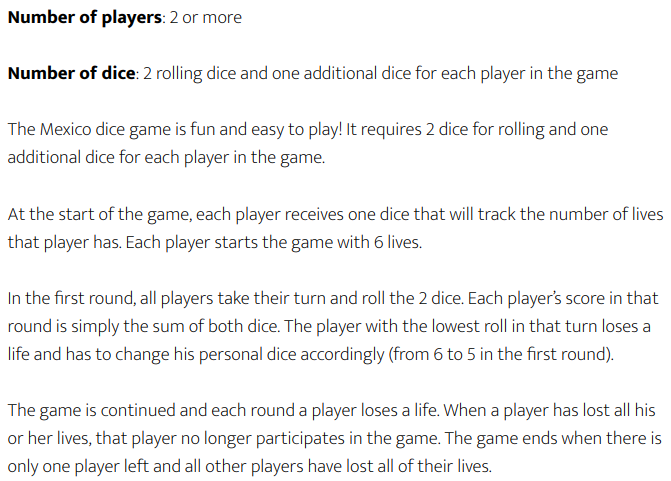 Number of players: 2 or more
Number of dice: 2 rolling dice and one additional dice for each player in the game
The Mexico dice game is fun and easy to play! It requires 2 dice for rolling and one
additional dice for each player in the game.
At the start of the game, each player receives one dice that will track the number of lives
that player has. Each player starts the game with 6 lives.
In the first round, all players take their turn and roll the 2 dice. Each player's score in that
round is simply the sum of both dice. The player with the lowest roll in that turn loses a
life and has to change his personal dice accordingly (from 6 to 5 in the first round).
The game is continued and each round a player loses a life. When a player has lost all his
or her lives, that player no longer participates in the game. The game ends when there is
only one player left and all other players have lost all of their lives.